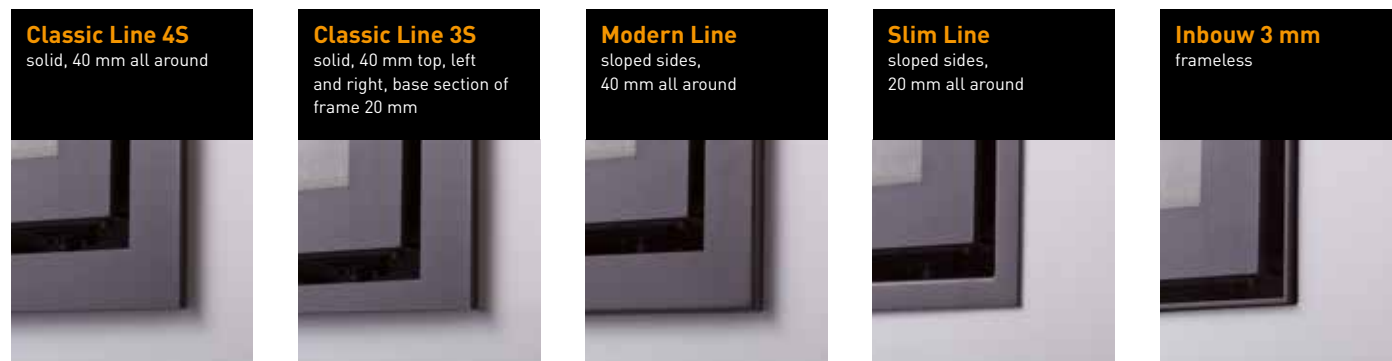 Classic Line 4S
solid, 40 mm all around
Classic Line 3S
solid, 40 mm top, left
and right, base section of
frame 20 mm
Modern Line
sloped sides,
40 mm all around
Slim Line
sloped sides,
20 mm all around
Inbouw 3 mm
frameless